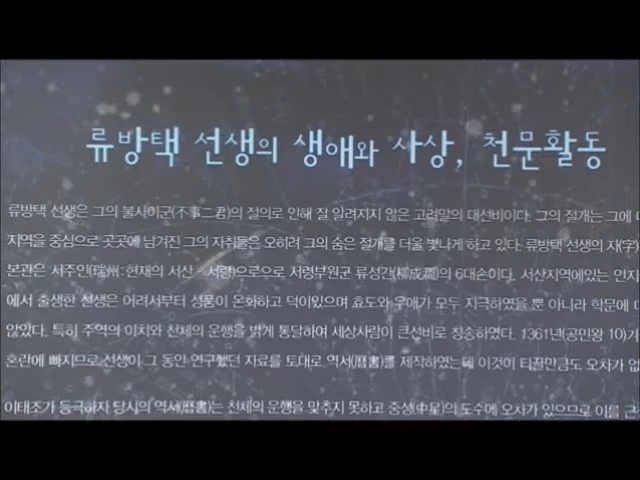 류방택 선생의 생애와 사상, 천문활동
류방택 선생은 그의 불사이군(不事二君)의 절의로 인해 잘 알려지지 않은 고려말의 대선비이다. 그의 절개는 그에
지역을 중심으로 곳곳에 남겨진 그의 자취들은 오히려 그의 숨은 절개를 더욱 빛나게 하고 있다. 류방택 선생의 자(字)
본관은 서주인(瑞州: 현재의 서산 - 서령)으로으로 서령부원군 류성간(柳成澗)의 6대손이다. 서산지역에있는 인지
에서 출생한 선생은 어려서부터 성품이 온화하고 덕이있으며 효도와 우애가 모두 지극하였을 뿐 아니라 학문에
않았다. 특히 주역의 이치와 천체의 운행을 밝게 통달하여 세상사람이 큰선비로 칭송하였다. 1361년(공민왕 10)
혼란에 빠지므로 선생이 그 동안 연구했던 자료를 토대로 역서(曆書)를 제작하였는데 이것이 티끌만큼도 오차가 없
이태조가 등극하자 당시의 역서(曆書)는 천체의 운행을 맞추지 못하고 중성(中星)의 도수에 오차가 있으므로 이를